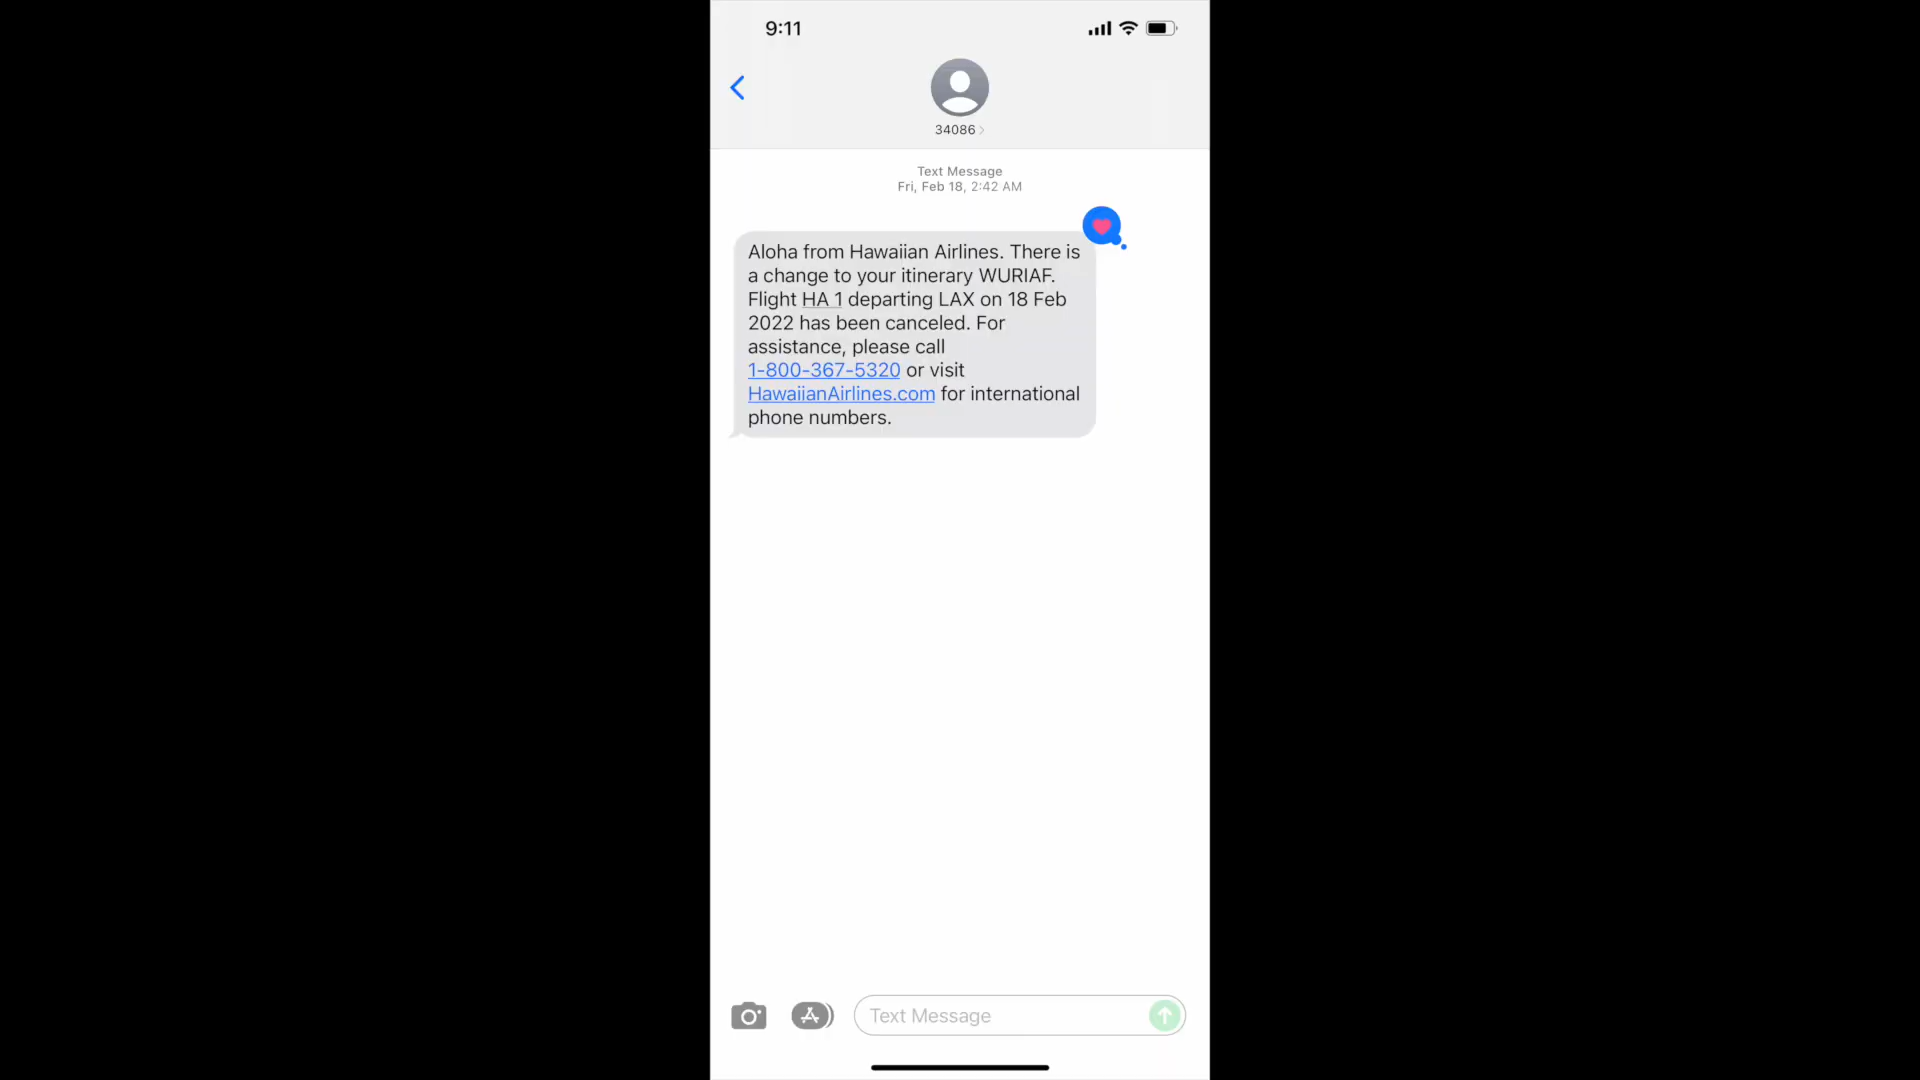 9:11
34086
Text Message
Fri, Feb 18, 2:42 AM
Aloha from Hawaiian Airlines. There is
a change to your itinerary WURIAF.
Flight HA 1 departing LAX on 18 Feb
2022 has been canceled. For
assistance, please call
1-800-367-5320 or visit
HawaiianAirlines.com for international
phone numbers.
Text Message